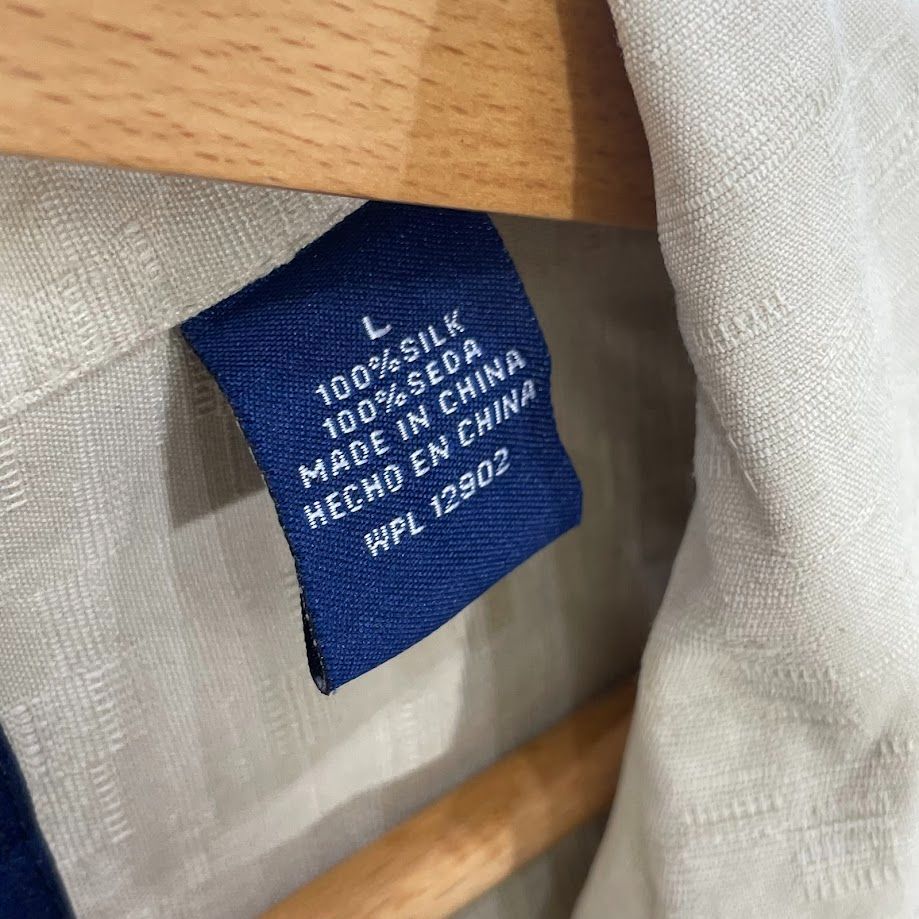 L
100%SILK
100%SEDA
MADE IN CHINA
HECHO EN CHINA
WPL 12902